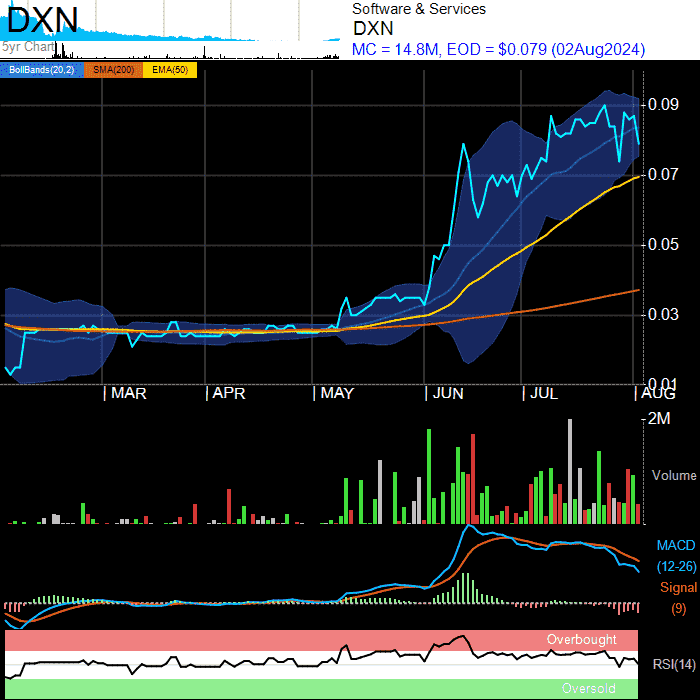 DXN
5yr Chart
Software & Services
DXN
MC = 14.8M, EOD = $0.079 (02Aug2024)
BollBands(20,2) SMA(200) EMA(50)
0.09
0.07
0.05
0.03
0.01
MAR APR MAY JUN JUL AUG
2M
Volume
MACD
(12-26)
Signal
(9)
Overbought
RSI(14)
Oversold